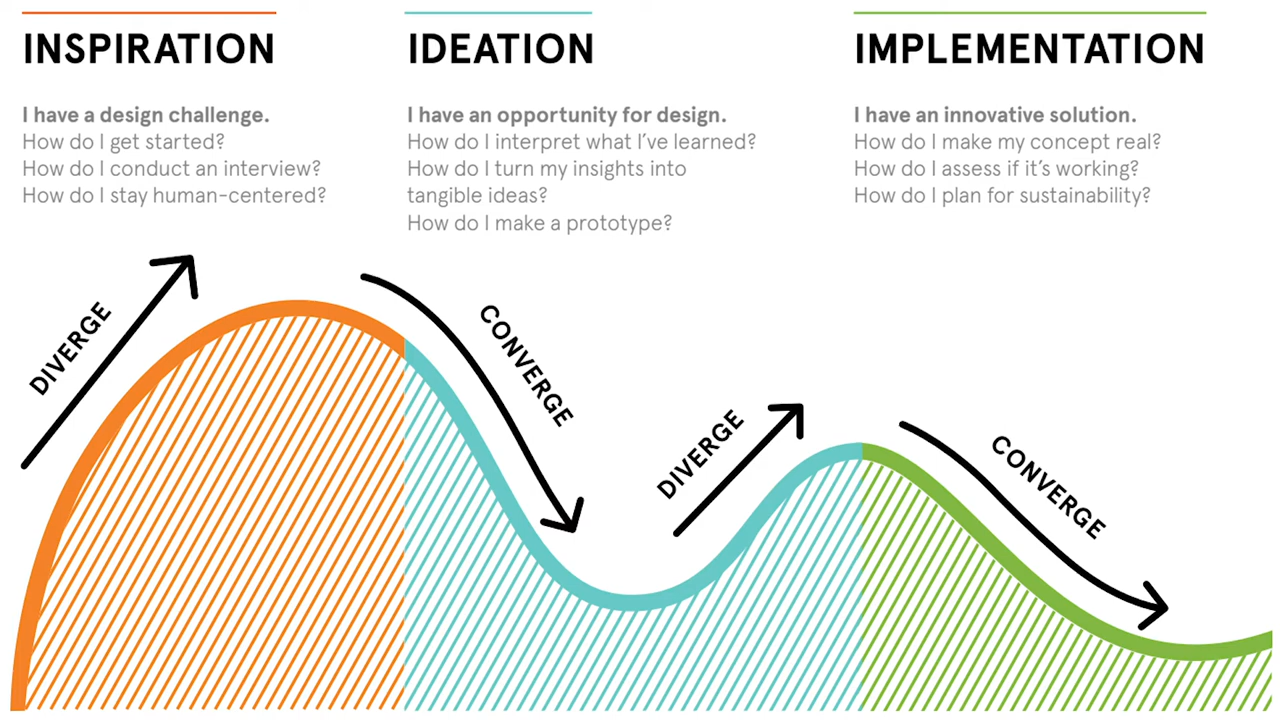 INSPIRATION
I have a design challenge.
How do I get started?
How do I conduct an interview?
How do I stay human-centered?
IDEATION
I have an opportunity for design.
How do I interpret what I’ve learned?
How do I turn my insights into
tangible ideas?
How do I make a prototype?
IMPLEMENTATION
I have an innovative solution.
How do I make my concept real?
How do I assess if it’s working?
How do I plan for sustainability?
DIVERGE
CONVERGE
DIVERGE
CONVERGE